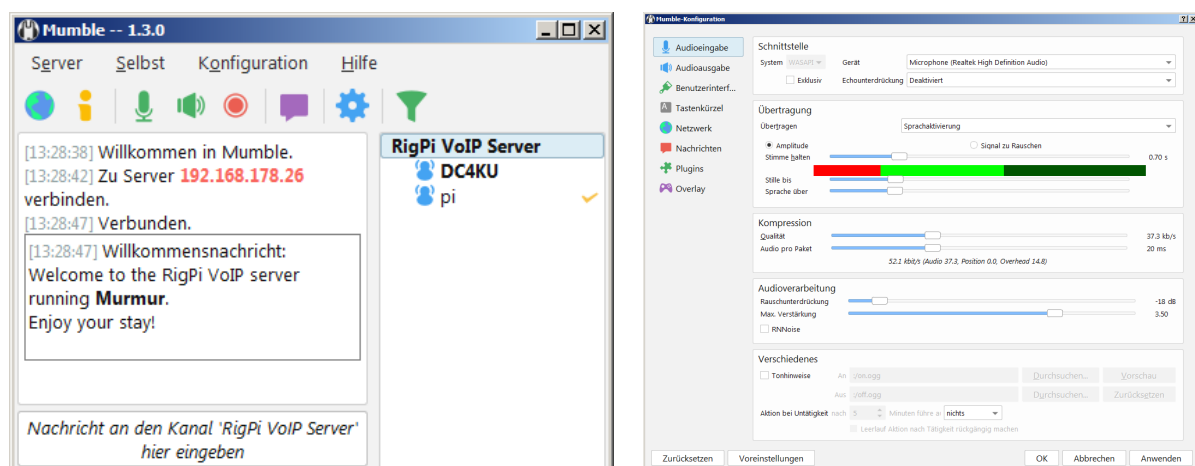 Mumble -- 1.3.0
Server Selbst Konfiguration Hilfe
[13:28:38] Willkommen in Mumble.
[13:28:42] Zu Server 192.168.178.26
verbinden.
[13:28:47] Verbunden.
[13:28:47] Willkommensnachricht:
Welcome to the RigPi VoIP server
running Murmur.
Enjoy your stay!
Nachricht an den Kanal 'RigPi VoIP Server'
hier eingeben
RigPi VoIP Server
DC4KU
pi
Mumble-Konfiguration
Audioeingabe
Audioausgabe
Benutzerinterf...
Tastenkürzel
Netzwerk
Nachrichten
Plugins
Overlay
Schnittstelle
System WASAPI Gerät Microphone (Realtek High Definition Audio)
Exklusiv Echounterdrückung Deaktiviert
Übertragung
Übertragen Sprachaktivierung
Amplitude Signal zu Rauschen
Stimme halten 0.70 s
Stille bis
Sprache über
Kompression
Qualität 37.3 kb/s
Audio pro Paket 20 ms
52.1 kbit/s (Audio 37.3, Position 0.0, Overhead 14.8)
Audioverarbeitung
Rauschunterdrückung -18 dB
Max. Verstärkung 3.50
RNNoise
Verschiedenes
Tonhinweise An :/on.ogg Durchsuchen... Vorschau
Aus :/off.ogg Durchsuchen... Zurücksetzen
Aktion bei Untätigkeit nach 5 Minuten führe a nichts
Leerlauf Aktion nach Tätigkeit rückgängig machen
Zurücksetzen Voreinstellungen OK Abbrechen Anwenden